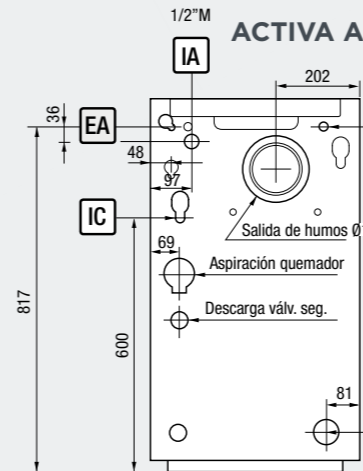 1/2”M
ACTIVA A
IA
202
36
EA
48
97
IC
Salida de humos Ø
69
Aspiración quemador
Descarga válv. seg.
817
600
81